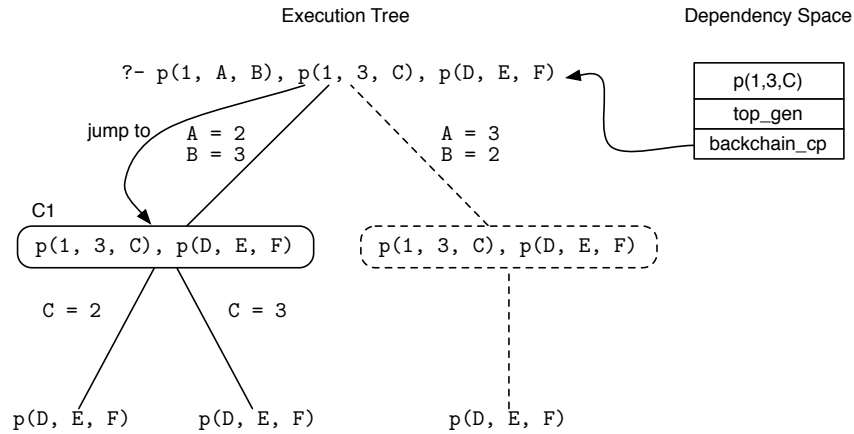 Execution Tree
Dependency Space
?- p(1, A, B), p(1, 3, C), p(D, E, F)
p(1,3,C)
top_gen
backchain_cp
jump to
A = 2
B = 3
A = 3
B = 2
C1
p(1, 3, C), p(D, E, F)
p(1, 3, C), p(D, E, F)
C = 2
C = 3
p(D, E, F)
p(D, E, F)
p(D, E, F)